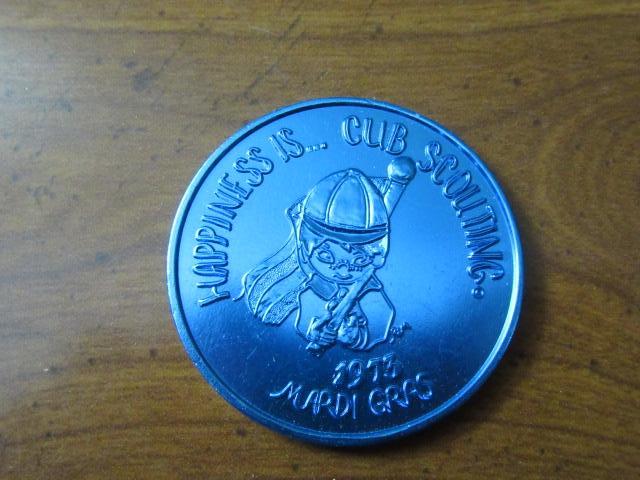 HAPPINESS IS... CUB SCOUTING.
1973
MARDI GRAS